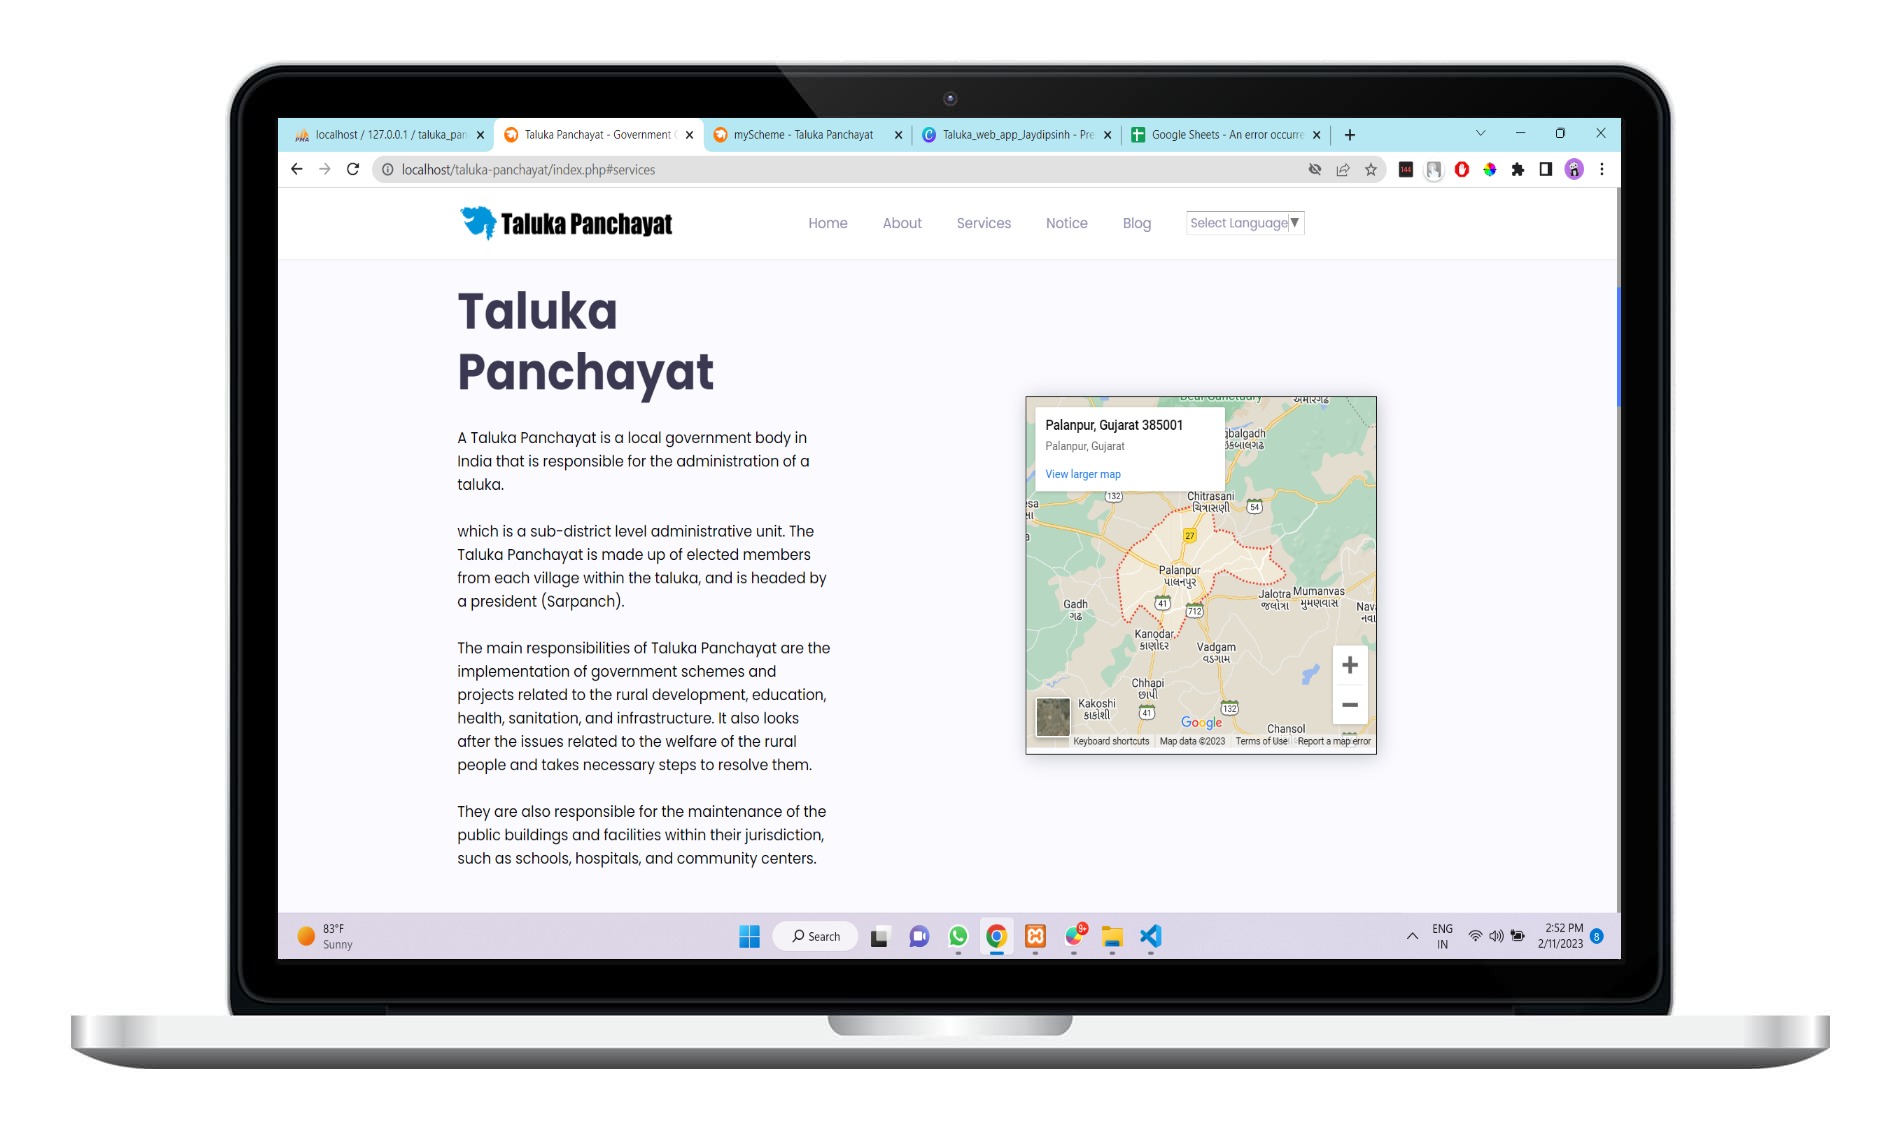 localhost / 127.0.0.1 / taluka_pan
Taluka Panchayat - Government
myScheme - Taluka Panchayat
Taluka_web_app_Jaydipsinh - Pre
Google Sheets - An error occurre
localhost/taluka-panchayat/index.php#services
144
Taluka Panchayat
Home
About
Services
Notice
Blog
Select Language▼
Taluka
Panchayat
A Taluka Panchayat is a local government body in
India that is responsible for the administration of a
taluka.
which is a sub-district level administrative unit. The
Taluka Panchayat is made up of elected members
from each village within the taluka, and is headed by
a president (Sarpanch).
The main responsibilities of Taluka Panchayat are the
implementation of government schemes and
projects related to the rural development, education,
health, sanitation, and infrastructure. It also looks
after the issues related to the welfare of the rural
people and takes necessary steps to resolve them.
They are also responsible for the maintenance of the
public buildings and facilities within their jurisdiction,
such as schools, hospitals, and community centers.
Palanpur, Gujarat 385001
Palanpur, Gujarat
View larger map
અમીરગઢ
132
Chitrasani
ચિત્રાસણી
54
27
Palanpur
પાલનપુર
Jalotra
જલોત્રા
Mumanvas
મુમણવાસ
Gadh
ગઢ
41
712
Kanodar
કાણોદર
Vadgam
વડગામ
Chhapi
છાપી
Kakoshi
કાકોશી
41
132
Google
Chansol
Keyboard shortcuts
Map data ©2023
Terms of Use
Report a map error
83°F
Sunny
Search
9+
ENG
IN
2:52 PM
2/11/2023
8